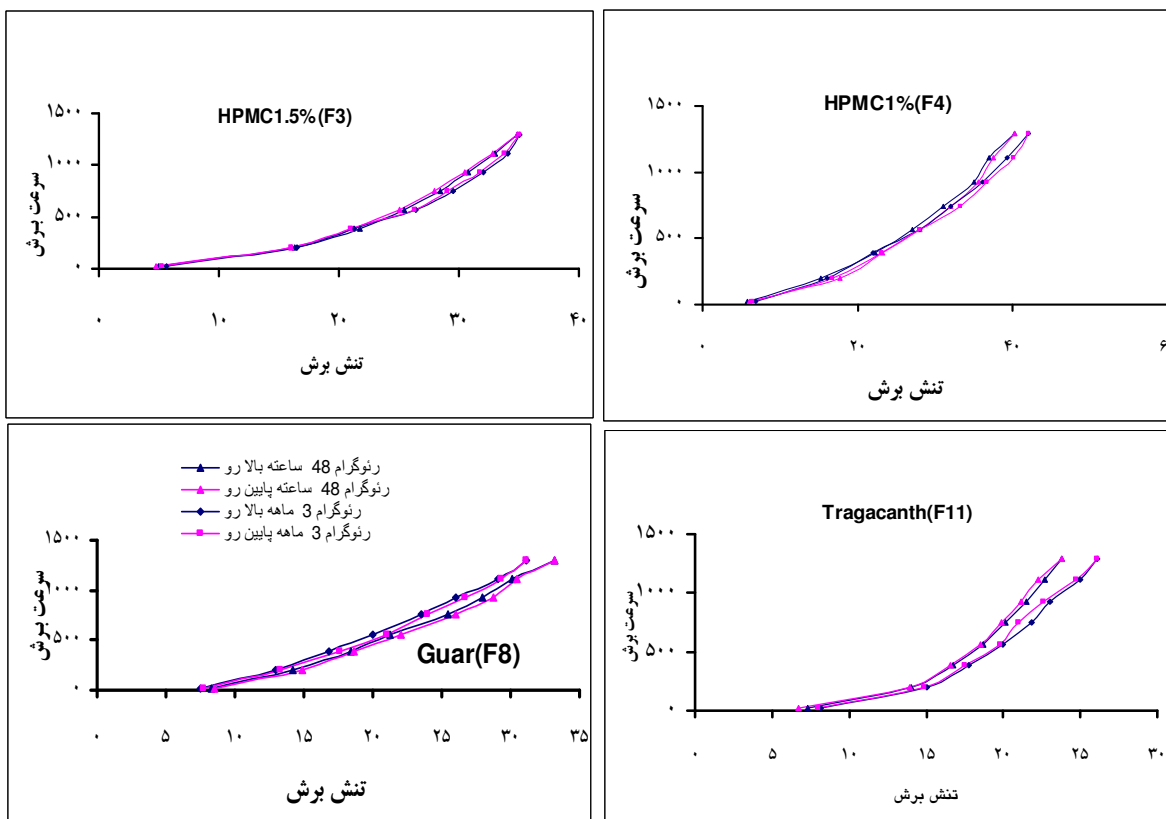 HPMC1.5%(F3)
۱۵۰۰
۱۰۰۰
۵۰۰
۰
سرعت برش
۰ ۱۰ ۲۰ ۳۰ ۴۰
تنش برش
HPMC1%(F4)
۱۵۰۰
۱۰۰۰
۵۰۰
۰
سرعت برش
۰ ۲۰ ۴۰ ۶
تنش برش
رئوگرام 48 ساعته بالا رو
رئوگرام 48 ساعته پایین رو
رئوگرام 3 ماهه بالا رو
رئوگرام 3 ماهه پایین رو
۱۵۰۰
۱۰۰۰
۵۰۰
۰
سرعت برش
Guar(F8)
۰ ۵ ۱۰ ۱۵ ۲۰ ۲۵ ۳۰ ۳۵
تنش برش
Tragacanth(F11)
۱۵۰۰
۱۰۰۰
۵۰۰
۰
سرعت برش
۰ ۵ ۱۰ ۱۵ ۲۰ ۲۵ ۳۰
تنش برش